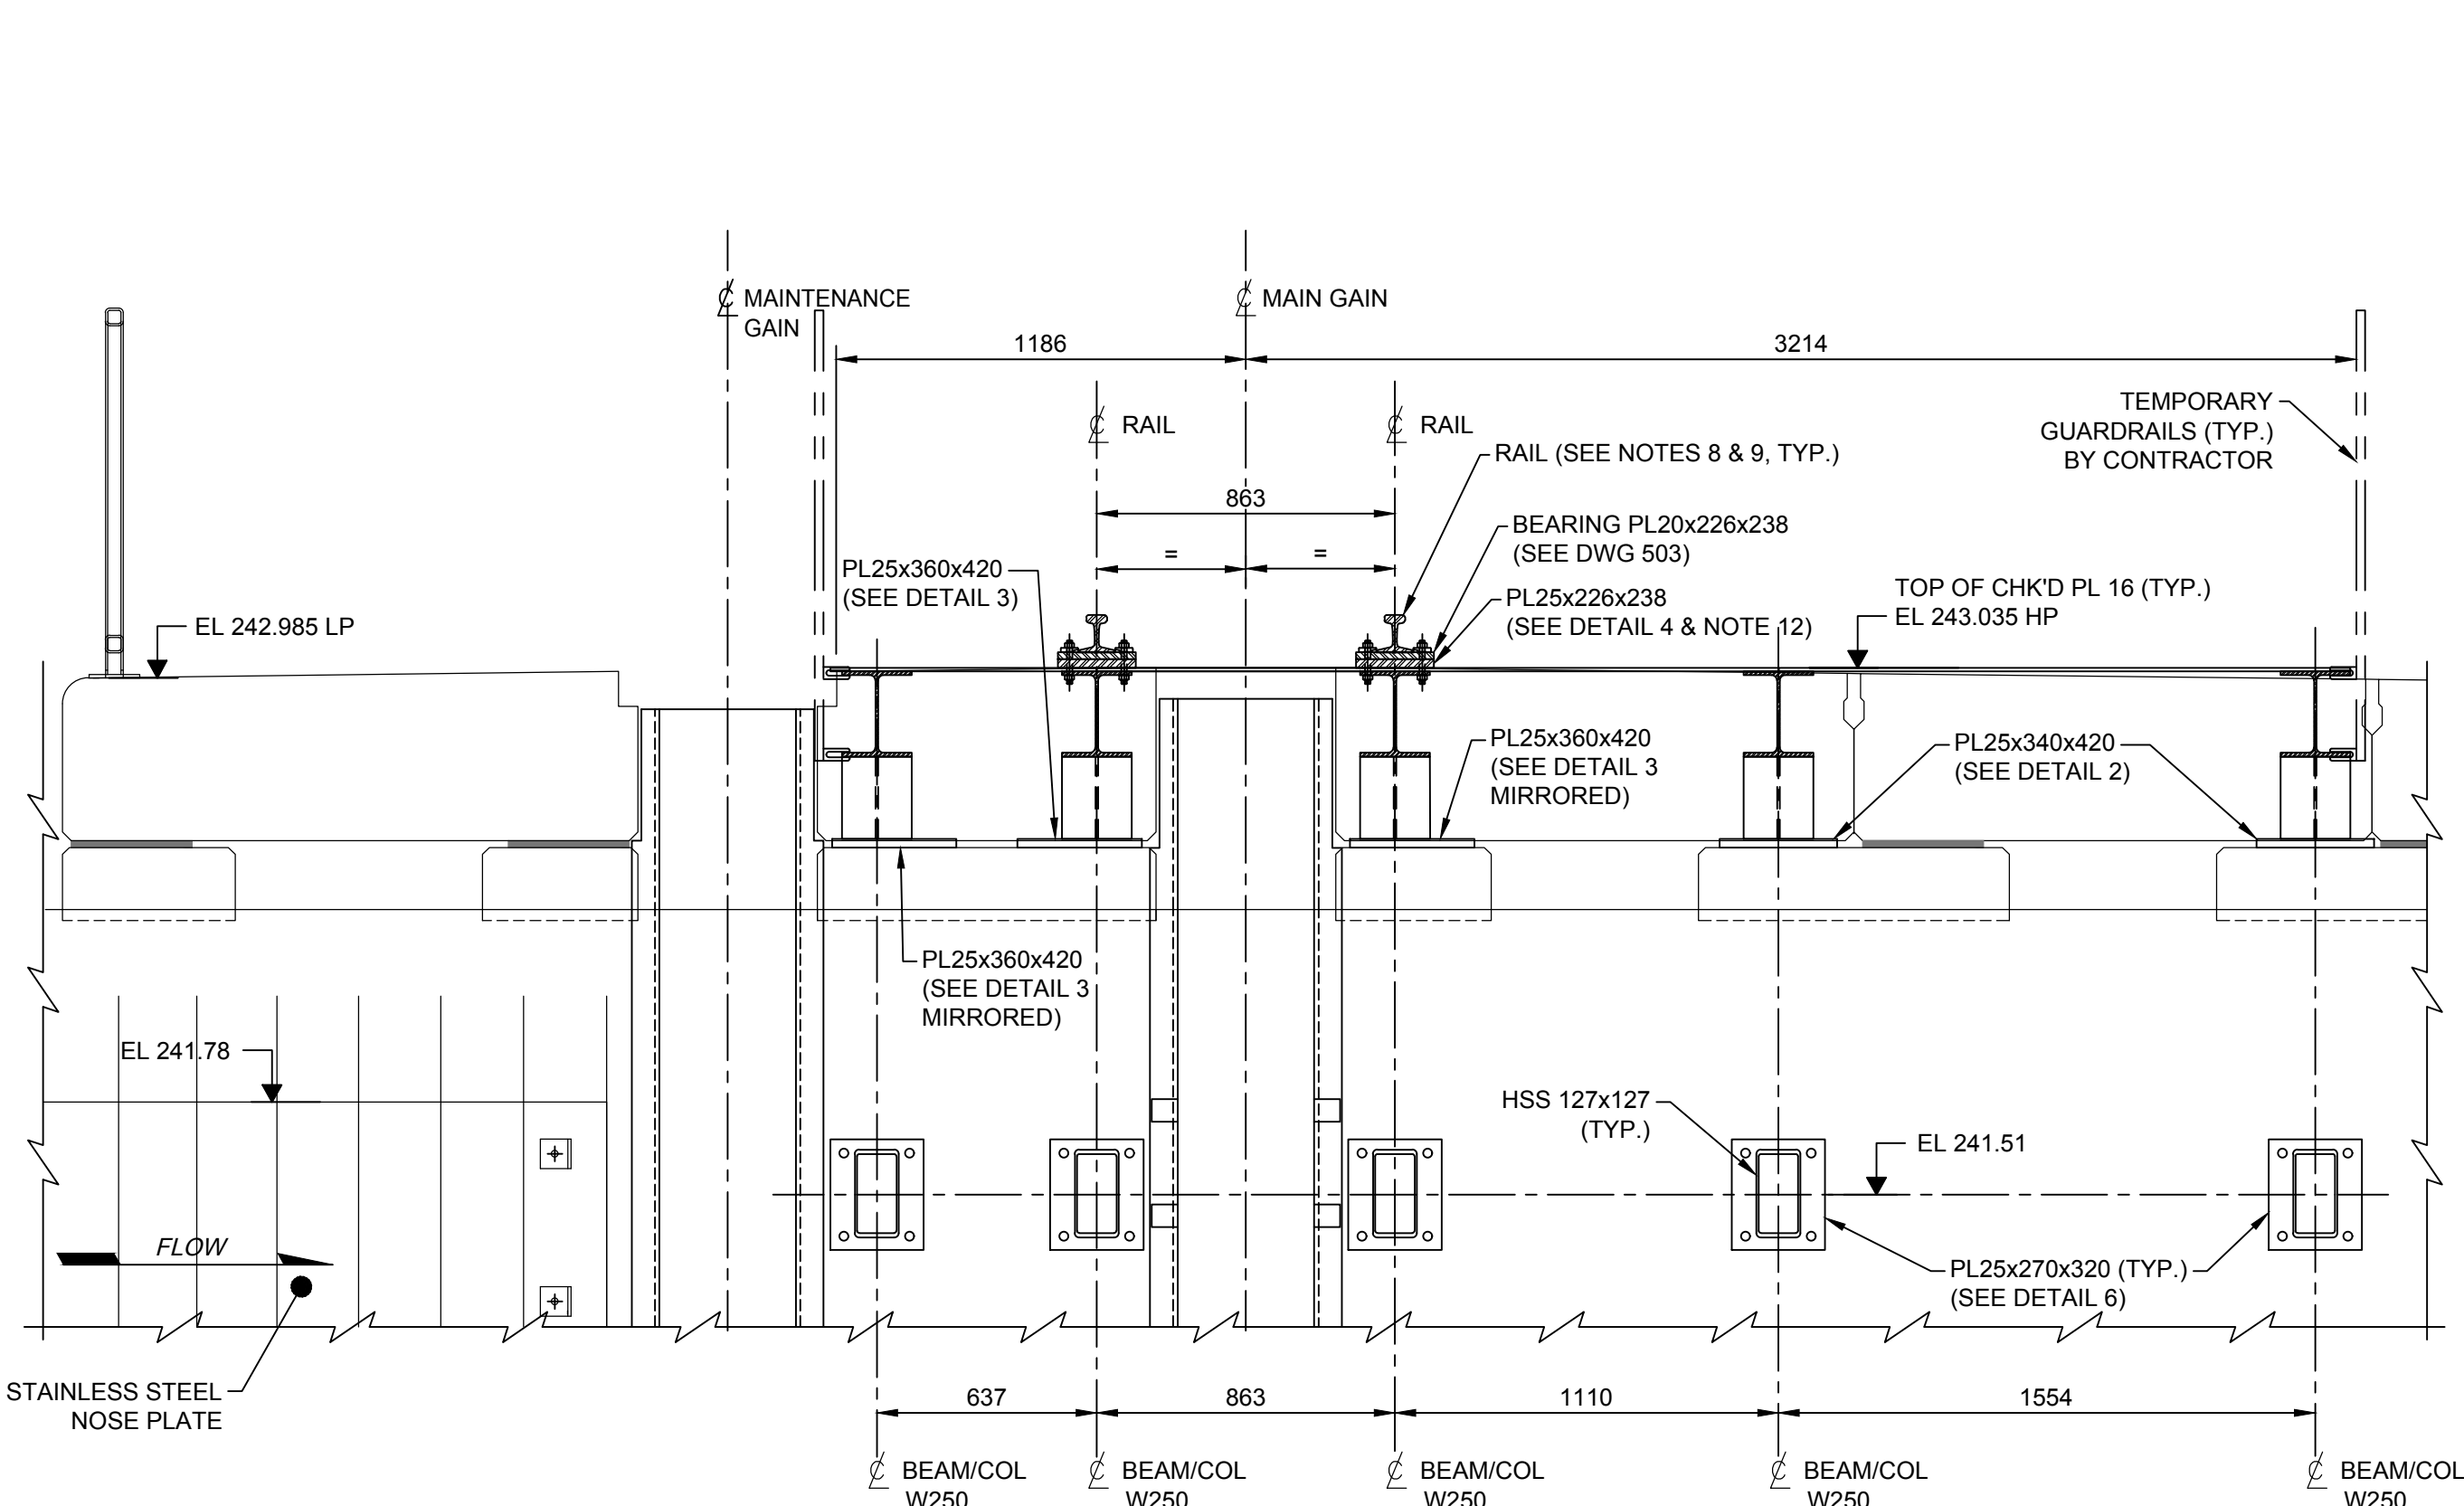 ℄ MAINTENANCE
GAIN
℄ MAIN GAIN
1186
3214
℄ RAIL
℄ RAIL
TEMPORARY
GUARDRAILS (TYP.)
BY CONTRACTOR
RAIL (SEE NOTES 8 & 9, TYP.)
863
BEARING PL20x226x238
(SEE DWG 503)
= =
PL25x360x420
(SEE DETAIL 3)
PL25x226x238
(SEE DETAIL 4 & NOTE 12)
TOP OF CHK'D PL 16 (TYP.)
EL 243.035 HP
EL 242.985 LP
PL25x360x420
(SEE DETAIL 3
MIRRORED)
PL25x340x420
(SEE DETAIL 2)
PL25x360x420
(SEE DETAIL 3
MIRRORED)
EL 241.78
HSS 127x127
(TYP.)
EL 241.51
FLOW
PL25x270x320 (TYP.)
(SEE DETAIL 6)
STAINLESS STEEL
NOSE PLATE
637
863
1110
1554
℄ BEAM/COL
W250
℄ BEAM/COL
W250
℄ BEAM/COL
W250
℄ BEAM/COL
W250
℄ BEAM/COL
W250